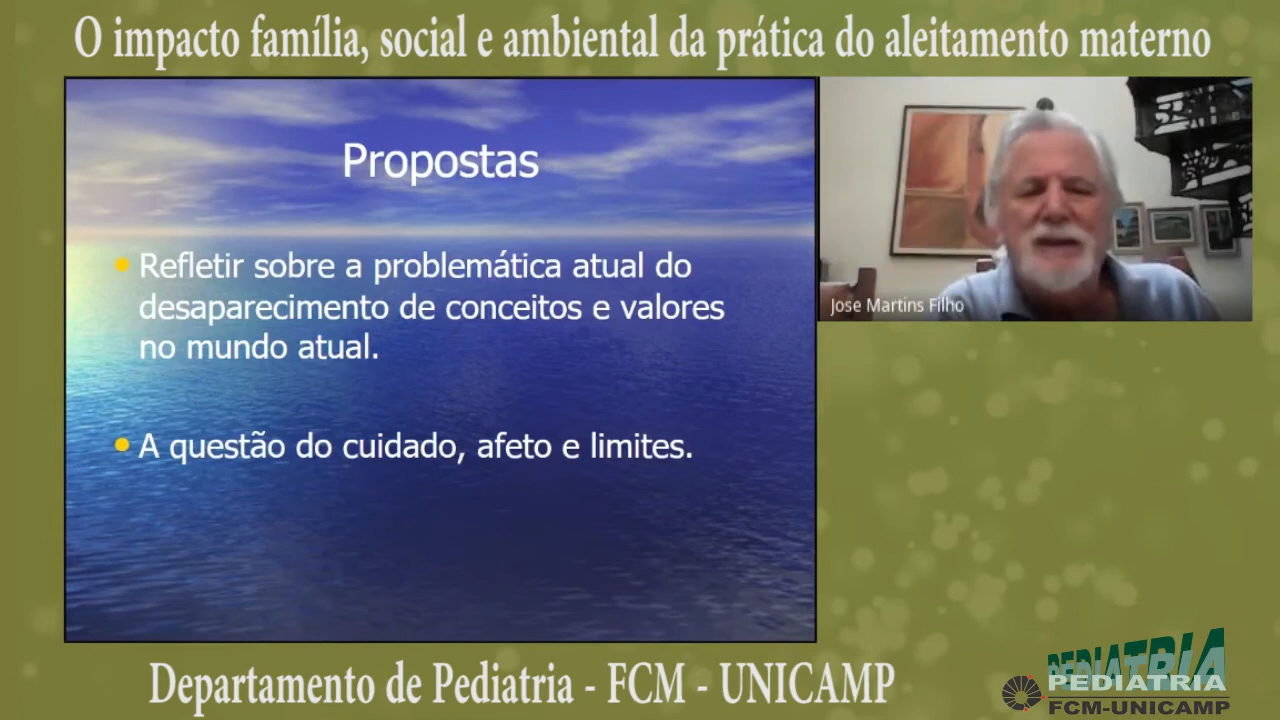 O impacto família, social e ambiental da prática do aleitamento materno
Propostas
Refletir sobre a problemática atual do
desaparecimento de conceitos e valores
no mundo atual.
A questão do cuidado, afeto e limites.
Jose Martins Filho
Departamento de Pediatria - FCM - UNICAMP
PEDIATRIA
PEDIATRIA
FCM-UNICAMP